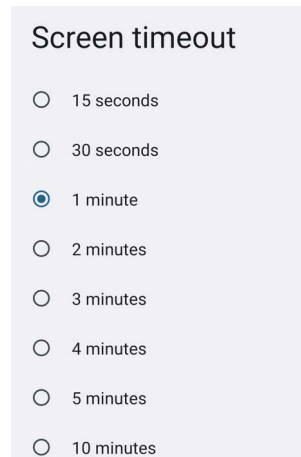 Screen timeout
15 seconds
30 seconds
1 minute
2 minutes
3 minutes
4 minutes
5 minutes
10 minutes